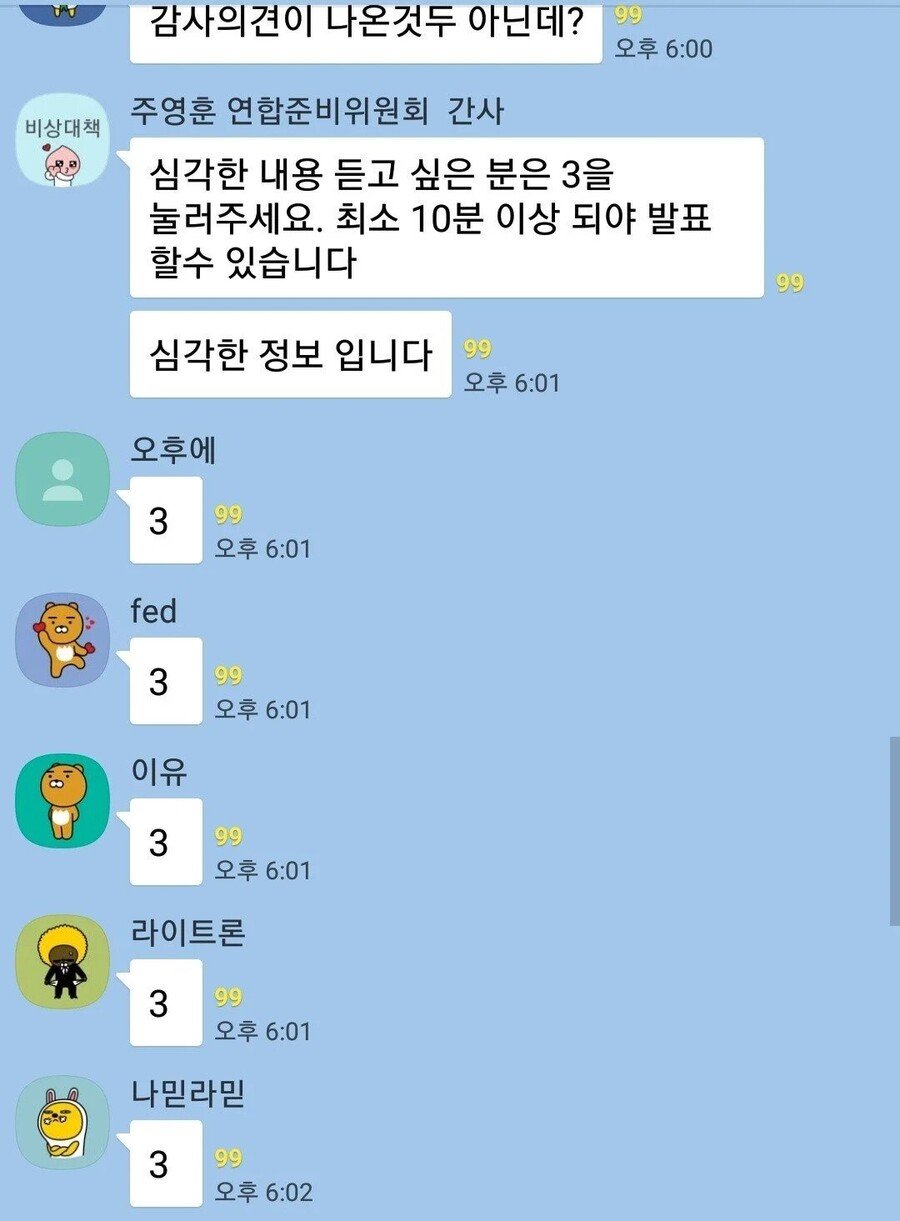 감사의견이 나온것두 아닌데?
99
오후 6:00
비상대책
주영훈 연합준비위원회 간사
심각한 내용 듣고 싶은 분은 3을
눌러주세요. 최소 10분 이상 되야 발표
할수 있습니다
99
심각한 정보 입니다
99
오후 6:01
오후에
3
99
오후 6:01
fed
3
99
오후 6:01
이유
3
99
오후 6:01
라이트론
3
99
오후 6:01
나믿라믿
3
99
오후 6:02